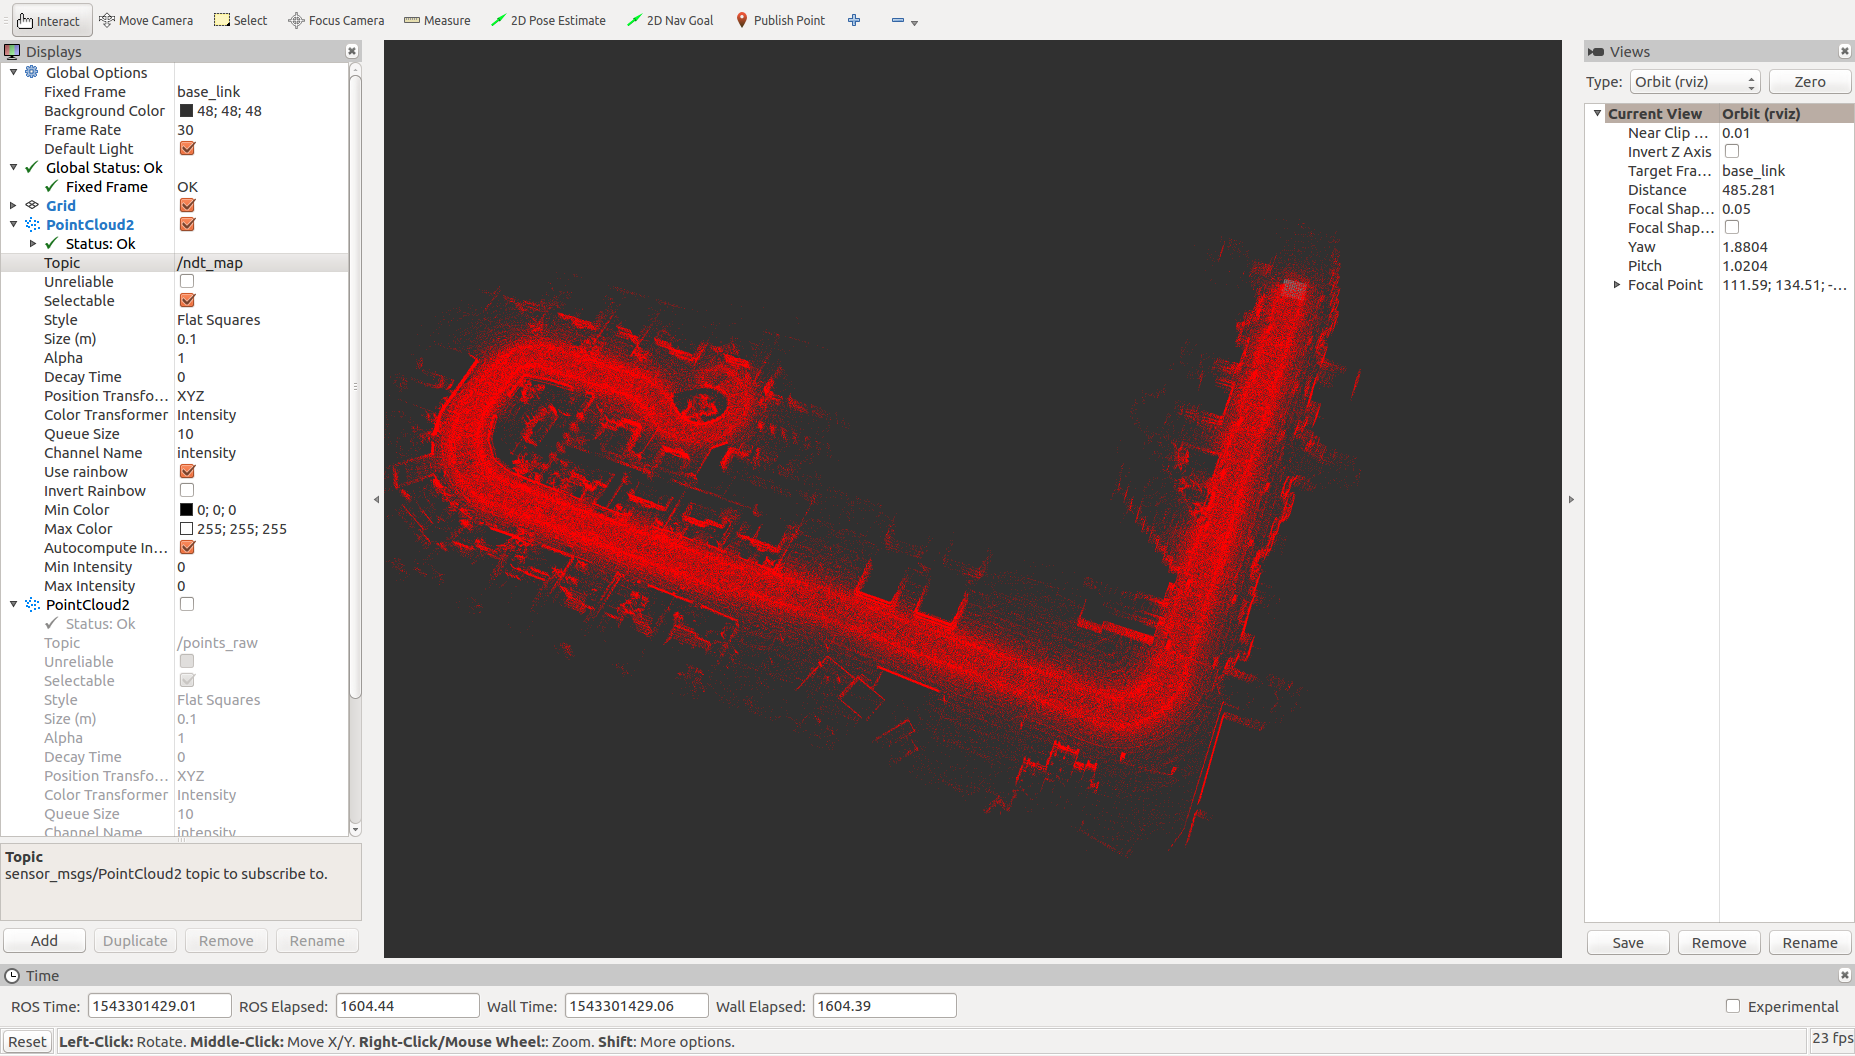 Interact Move Camera Select Focus Camera Measure 2D Pose Estimate 2D Nav Goal Publish Point
Displays
Global Options
Fixed Frame base_link
Background Color 48; 48; 48
Frame Rate 30
Default Light
Global Status: Ok
Fixed Frame OK
Grid
PointCloud2
Status: Ok
Topic /ndt_map
Unreliable
Selectable
Style Flat Squares
Size (m) 0.1
Alpha 1
Decay Time 0
Position Transfo... XYZ
Color Transformer Intensity
Queue Size 10
Channel Name intensity
Use rainbow
Invert Rainbow
Min Color 0; 0; 0
Max Color 255; 255; 255
Autocompute In...
Min Intensity 0
Max Intensity 0
PointCloud2
Status: Ok
Topic /points_raw
Unreliable
Selectable
Style Flat Squares
Size (m) 0.1
Alpha 1
Decay Time 0
Position Transfo... XYZ
Color Transformer Intensity
Queue Size 10
Channel Name intensity
Topic
sensor_msgs/PointCloud2 topic to subscribe to.
Add Duplicate Remove Rename
Views
Type: Orbit (rviz) Zero
Current View Orbit (rviz)
Near Clip ... 0.01
Invert Z Axis
Target Fra... base_link
Distance 485.281
Focal Shap... 0.05
Focal Shap...
Yaw 1.8804
Pitch 1.0204
Focal Point 111.59; 134.51; -...
Save Remove Rename
Time
ROS Time: 1543301429.01 ROS Elapsed: 1604.44 Wall Time: 1543301429.06 Wall Elapsed: 1604.39 Experimental
Reset Left-Click: Rotate. Middle-Click: Move X/Y. Right-Click/Mouse Wheel:: Zoom. Shift: More options. 23 fps